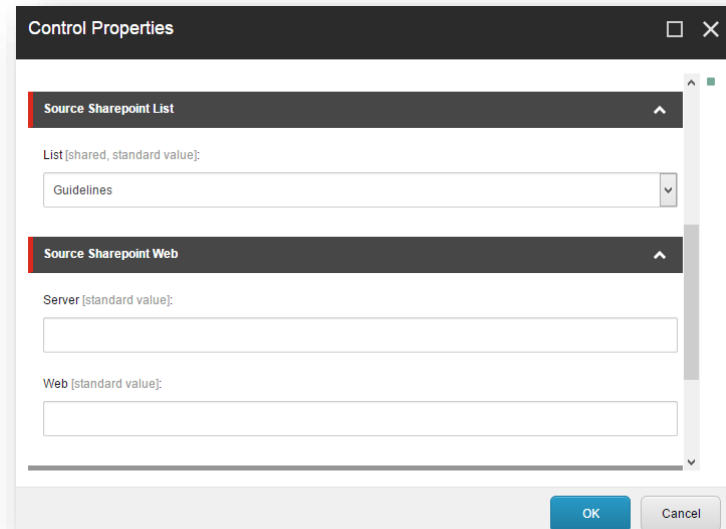 Control Properties
Source Sharepoint List
List [shared, standard value]:
Guidelines
Source Sharepoint Web
Server [standard value]:
Web [standard value]:
OK
Cancel